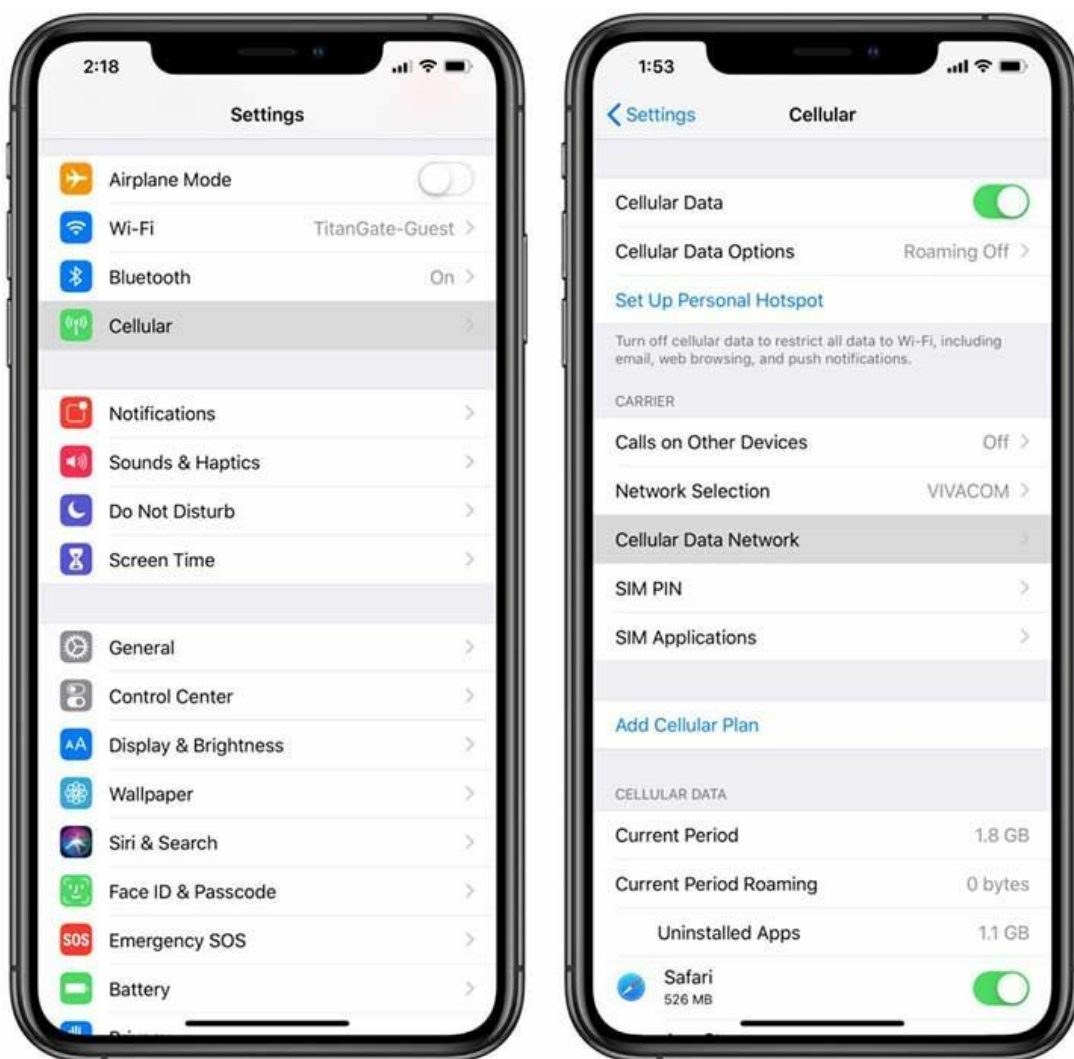 2:18
Settings
Airplane Mode
Wi-Fi TitanGate-Guest
Bluetooth On
Cellular
Notifications
Sounds & Haptics
Do Not Disturb
Screen Time
General
Control Center
AA Display & Brightness
Wallpaper
Siri & Search
Face ID & Passcode
SOS Emergency SOS
Battery
1:53
Settings Cellular
Cellular Data
Cellular Data Options Roaming Off
Set Up Personal Hotspot
Turn off cellular data to restrict all data to Wi-Fi, including
email, web browsing, and push notifications.
CARRIER
Calls on Other Devices Off
Network Selection VIVACOM
Cellular Data Network
SIM PIN
SIM Applications
Add Cellular Plan
CELLULAR DATA
Current Period 1.8 GB
Current Period Roaming 0 bytes
Uninstalled Apps 1.1 GB
Safari
526 MB